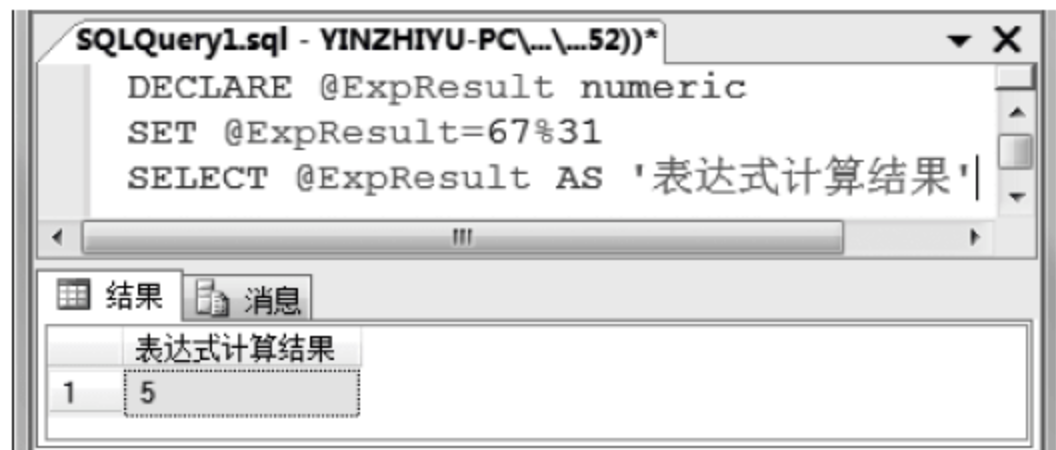 SQLQuery1.sql - YINZHIYU-PC\...\...52))*
DECLARE @ExpResult numeric
SET @ExpResult=67%31
SELECT @ExpResult AS '表达式计算结果'
结果 消息
表达式计算结果
1 5